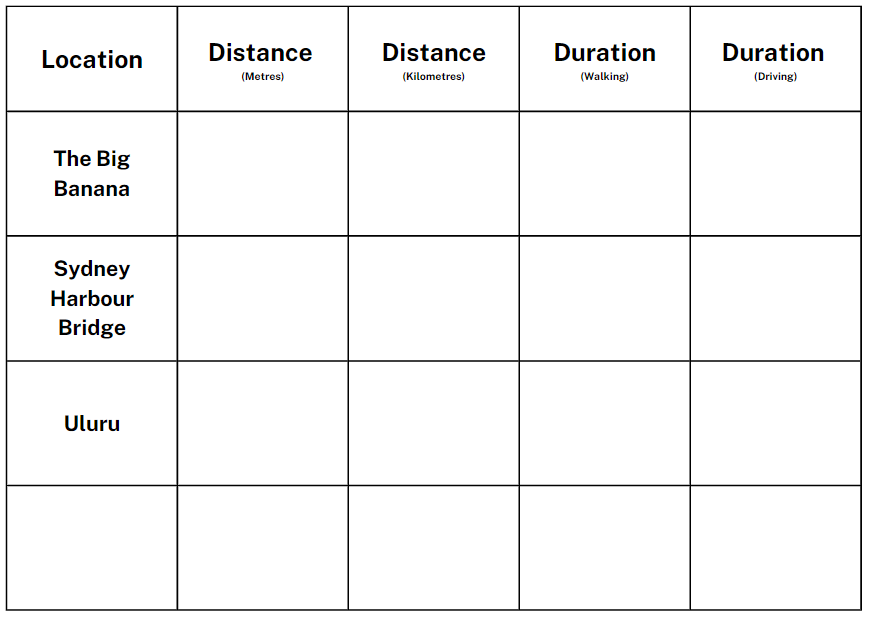 Location
Distance
(Metres)
Distance
(Kilometres)
Duration
(Walking)
Duration
(Driving)
The Big
Banana
Sydney
Harbour
Bridge
Uluru